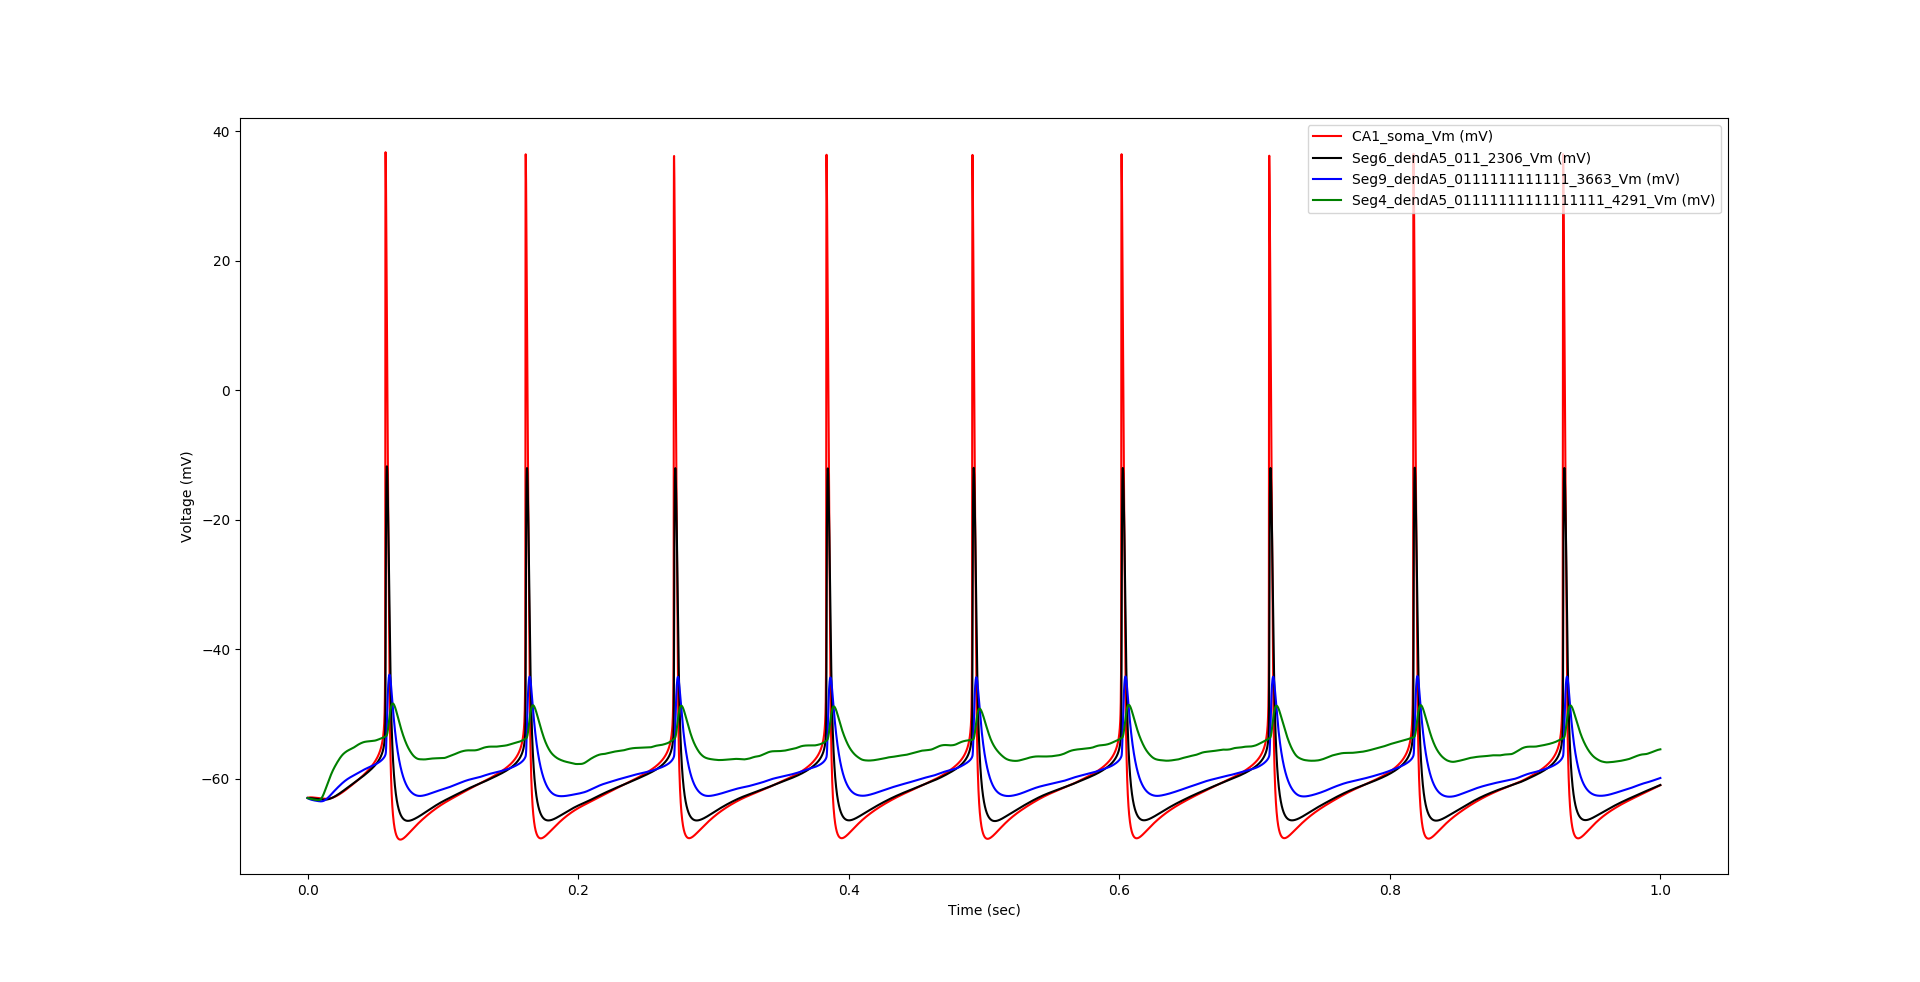 CA1_soma_Vm (mV)
Seg6_dendA5_011_2306_Vm (mV)
Seg9_dendA5_0111111111111_3663_Vm (mV)
Seg4_dendA5_01111111111111111_4291_Vm (mV)
40
20
0
−20
−40
−60
Voltage (mV)
0.0 0.2 0.4 0.6 0.8 1.0
Time (sec)